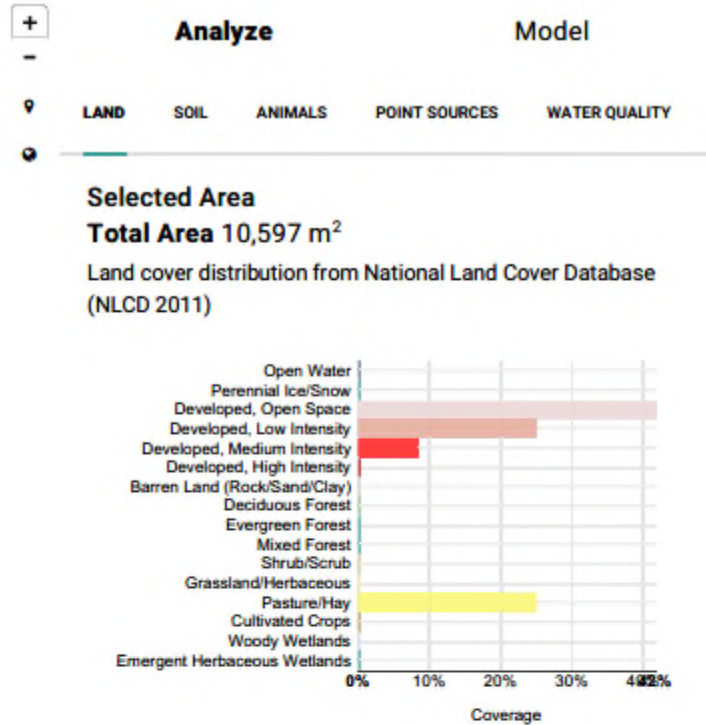 +
Analyze Model
-
LAND SOIL ANIMALS POINT SOURCES WATER QUALITY
Selected Area
Total Area 10,597 m²
Land cover distribution from National Land Cover Database
(NLCD 2011)
Open Water
Perennial Ice/Snow
Developed, Open Space
Developed, Low Intensity
Developed, Medium Intensity
Developed, High Intensity
Barren Land (Rock/Sand/Clay)
Deciduous Forest
Evergreen Forest
Mixed Forest
Shrub/Scrub
Grassland/Herbaceous
Pasture/Hay
Cultivated Crops
Woody Wetlands
Emergent Herbaceous Wetlands
0% 10% 20% 30%
Coverage